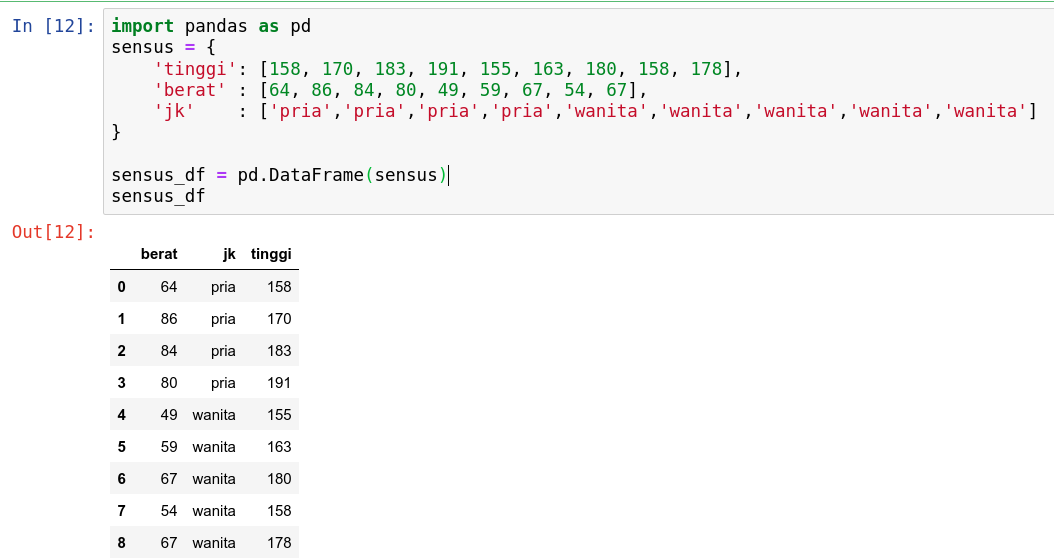 In [12]: import pandas as pd
sensus = {
    'tinggi': [158, 170, 183, 191, 155, 163, 180, 158, 178],
    'berat' : [64, 86, 84, 80, 49, 59, 67, 54, 67],
    'jk'    : ['pria','pria','pria','pria','wanita','wanita','wanita','wanita','wanita']
}
sensus_df = pd.DataFrame(sensus)
sensus_df
Out[12]:
berat jk tinggi
0 64 pria 158
1 86 pria 170
2 84 pria 183
3 80 pria 191
4 49 wanita 155
5 59 wanita 163
6 67 wanita 180
7 54 wanita 158
8 67 wanita 178